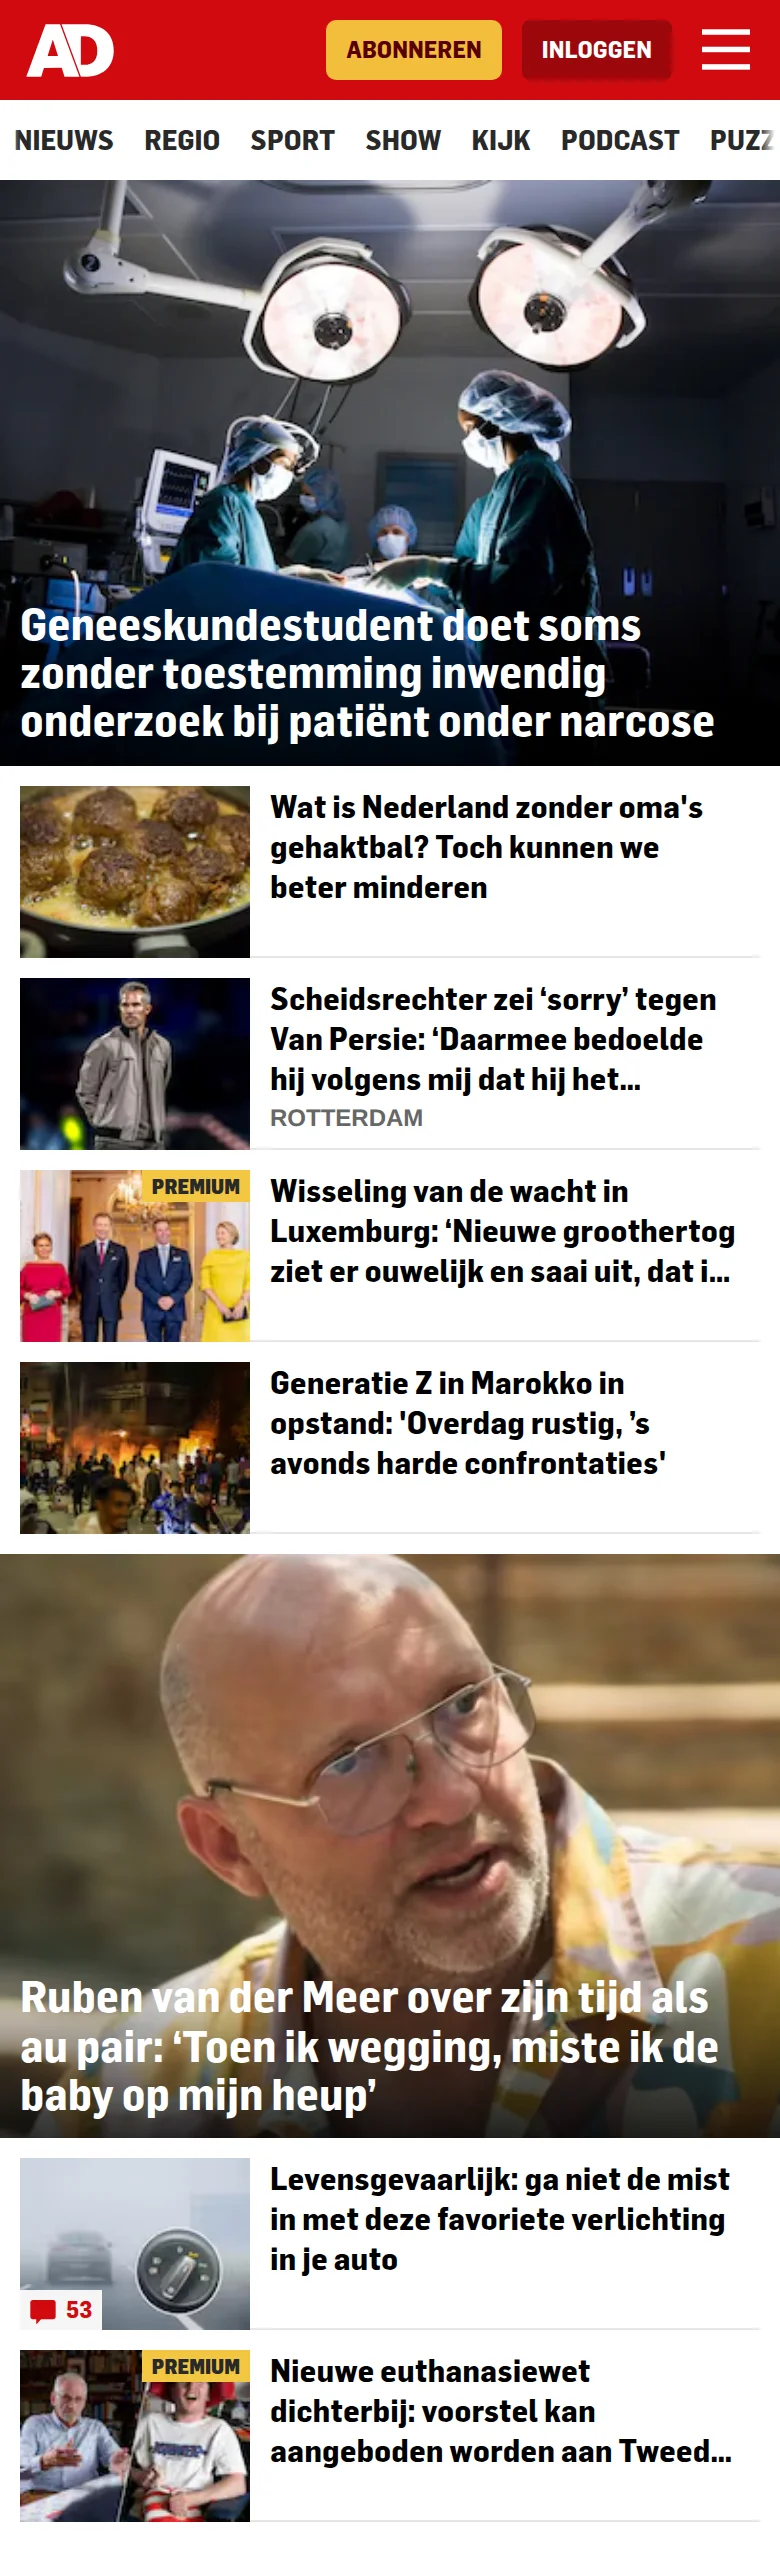 AD
ABONNEREN
INLOGGEN
NIEUWS REGIO SPORT SHOW KIJK PODCAST PUZZ
Geneeskundestudent doet soms
zonder toestemming inwendig
onderzoek bij patiënt onder narcose
Wat is Nederland zonder oma's
gehaktbal? Toch kunnen we
beter minderen
Scheidsrechter zei ‘sorry’ tegen
Van Persie: ‘Daarmee bedoelde
hij volgens mij dat hij het...
ROTTERDAM
PREMIUM
Wisseling van de wacht in
Luxemburg: ‘Nieuwe groothertog
ziet er ouwelijk en saai uit, dat i...
Generatie Z in Marokko in
opstand: 'Overdag rustig, ’s
avonds harde confrontaties'
Ruben van der Meer over zijn tijd als
au pair: ‘Toen ik wegging, miste ik de
baby op mijn heup’
Levensgevaarlijk: ga niet de mist
in met deze favoriete verlichting
in je auto
53
PREMIUM
Nieuwe euthanasiewet
dichterbij: voorstel kan
aangeboden worden aan Tweed...